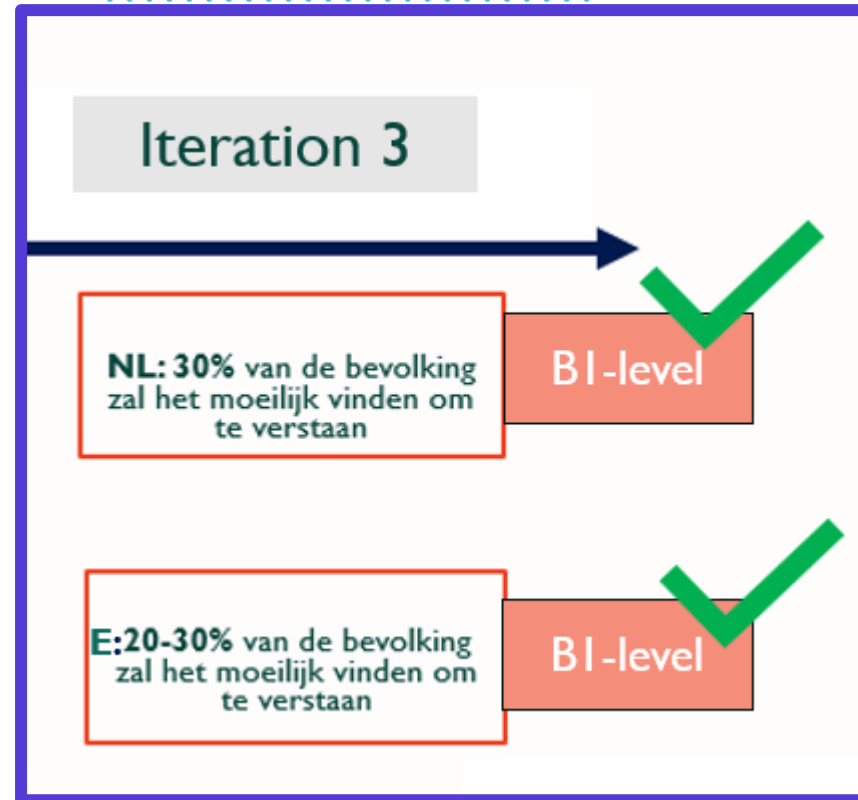 Iteration 3
NL: 30% van de bevolking
zal het moeilijk vinden om
te verstaan
B1-level
E:20-30% van de bevolking
zal het moeilijk vinden om
te verstaan
B1-level